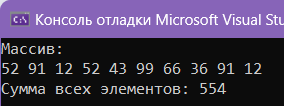 Консоль отладки Microsoft Visual Stu
Массив:
52 91 12 52 43 99 66 36 91 12
Сумма всех элементов: 554